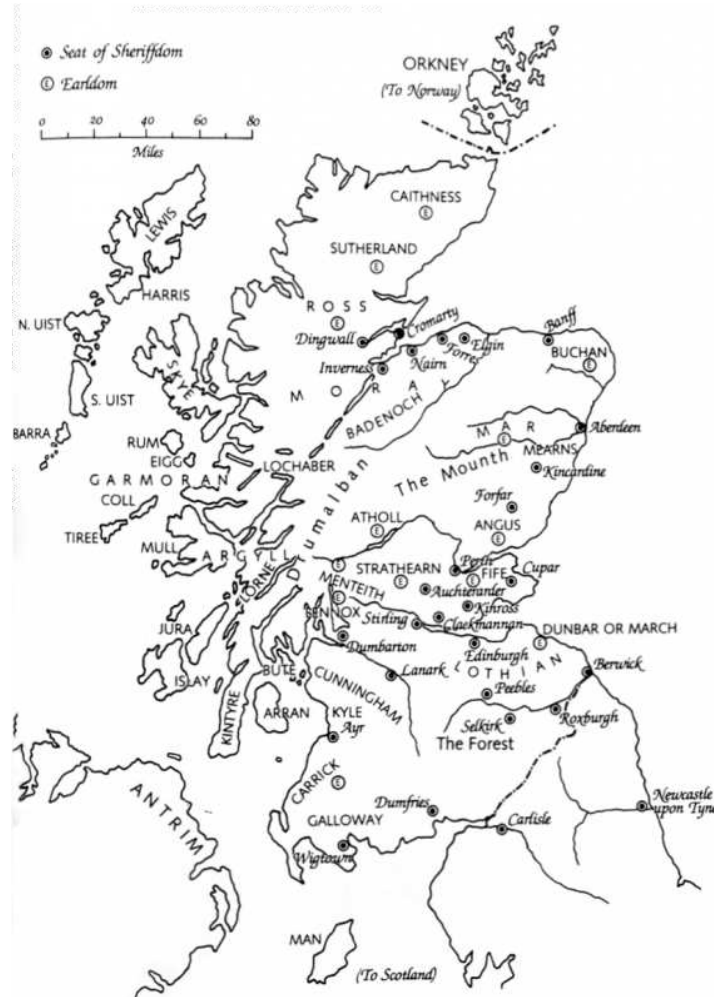 Seat of Sheriffdom
Ⓔ Earldom
0 20 40 60 80
Miles
ORKNEY
(To Norway)
CAITHNESS
Ⓔ
SUTHERLAND
Ⓔ
LEWIS
HARRIS
N. UIST
ROSS
Ⓔ
Dingwall
Cromarty
Banff
Elgin
Forres
Nairn
BUCHAN
Ⓔ
Inverness
SKYE
MORAY
S. UIST
BADENOCH
BARRA
MAR
Ⓔ
Aberdeen
RUM
EIGG
MEARNS
LOCHABER
GARMORAN
The Mounth
Kincardine
COLL
Drumalban
Forfar
TIREE
ATHOLL
Ⓔ
ANGUS
Ⓔ
MULL
ARGYLL
STRATHEARN
Ⓔ
Ⓔ
Perth
FIFE
Ⓔ
Cupar
LORNE
MENTEITH
Ⓔ
Auchterarder
Kinross
LENNOX
Stirling
Claekmannan
DUNBAR OR MARCH
Ⓔ
JURA
Dumbarton
Edinburgh
LOTHIAN
Berwick
ISLAY
BUTE
CUNNINGHAM
Lanark
Peebles
KINTYRE
ARRAN
KYLE
Ayr
Selkirk
Roxburgh
The Forest
CARRICK
Ⓔ
ANTRIM
Dumfries
Newcastle
upon Tyne
GALLOWAY
Carlisle
Wigtown
MAN
(To Scotland)